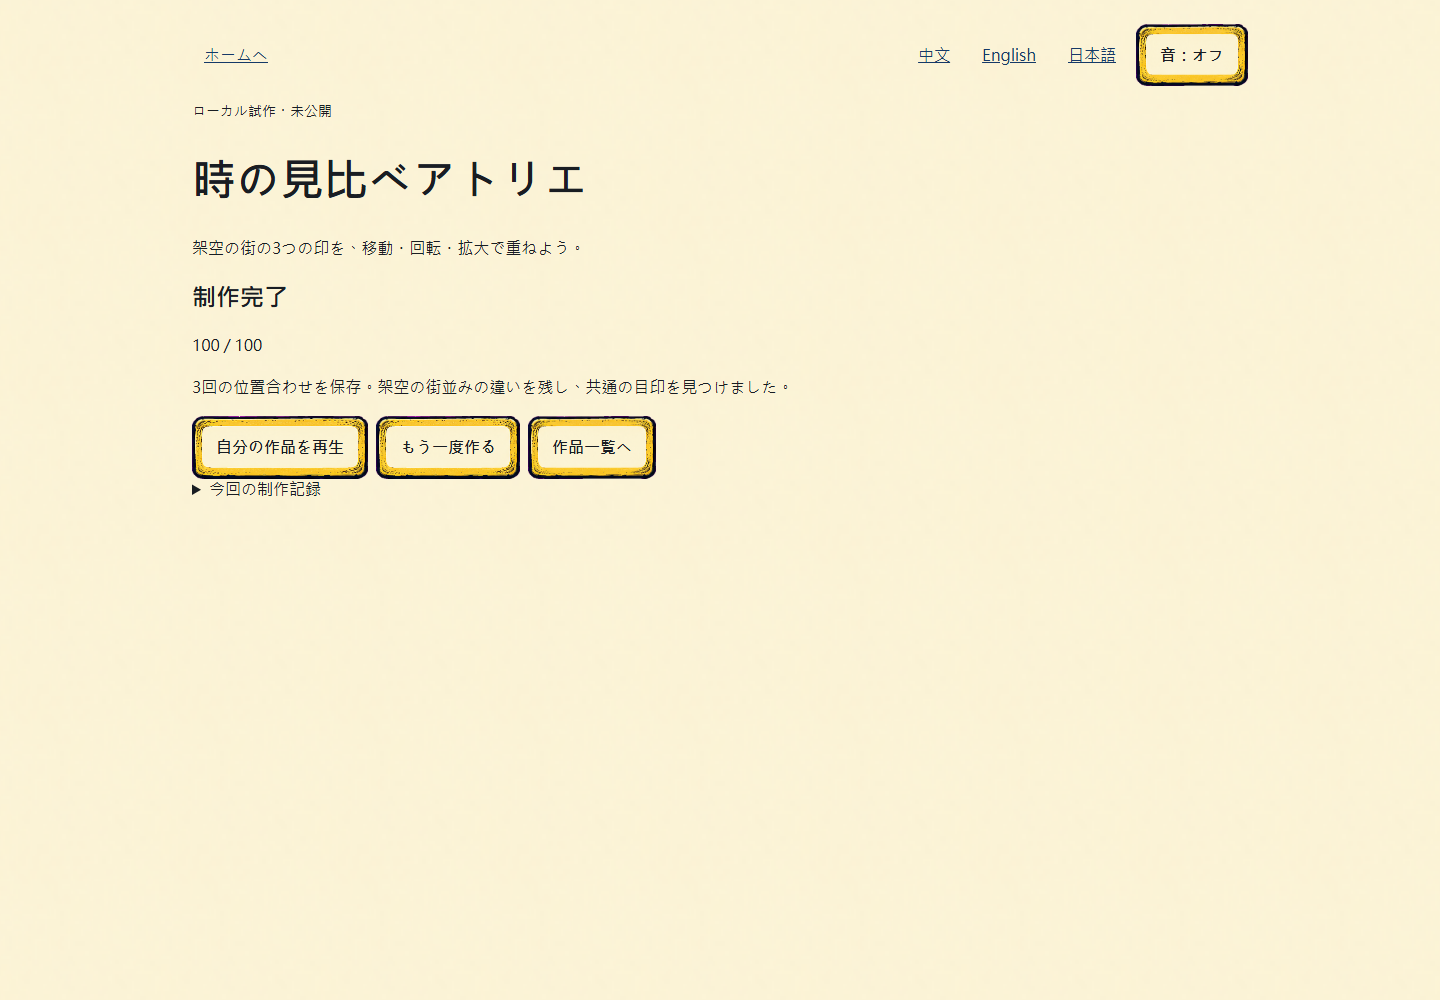 ホームへ
中文 English 日本語 音：オフ
ローカル試作・未公開
時の見比べアトリエ
架空の街の3つの印を、移動・回転・拡大で重ねよう。
制作完了
100 / 100
3回の位置合わせを保存。架空の街並みの違いを残し、共通の目印を見つけました。
自分の作品を再生 もう一度作る 作品一覧へ
▶ 今回の制作記録